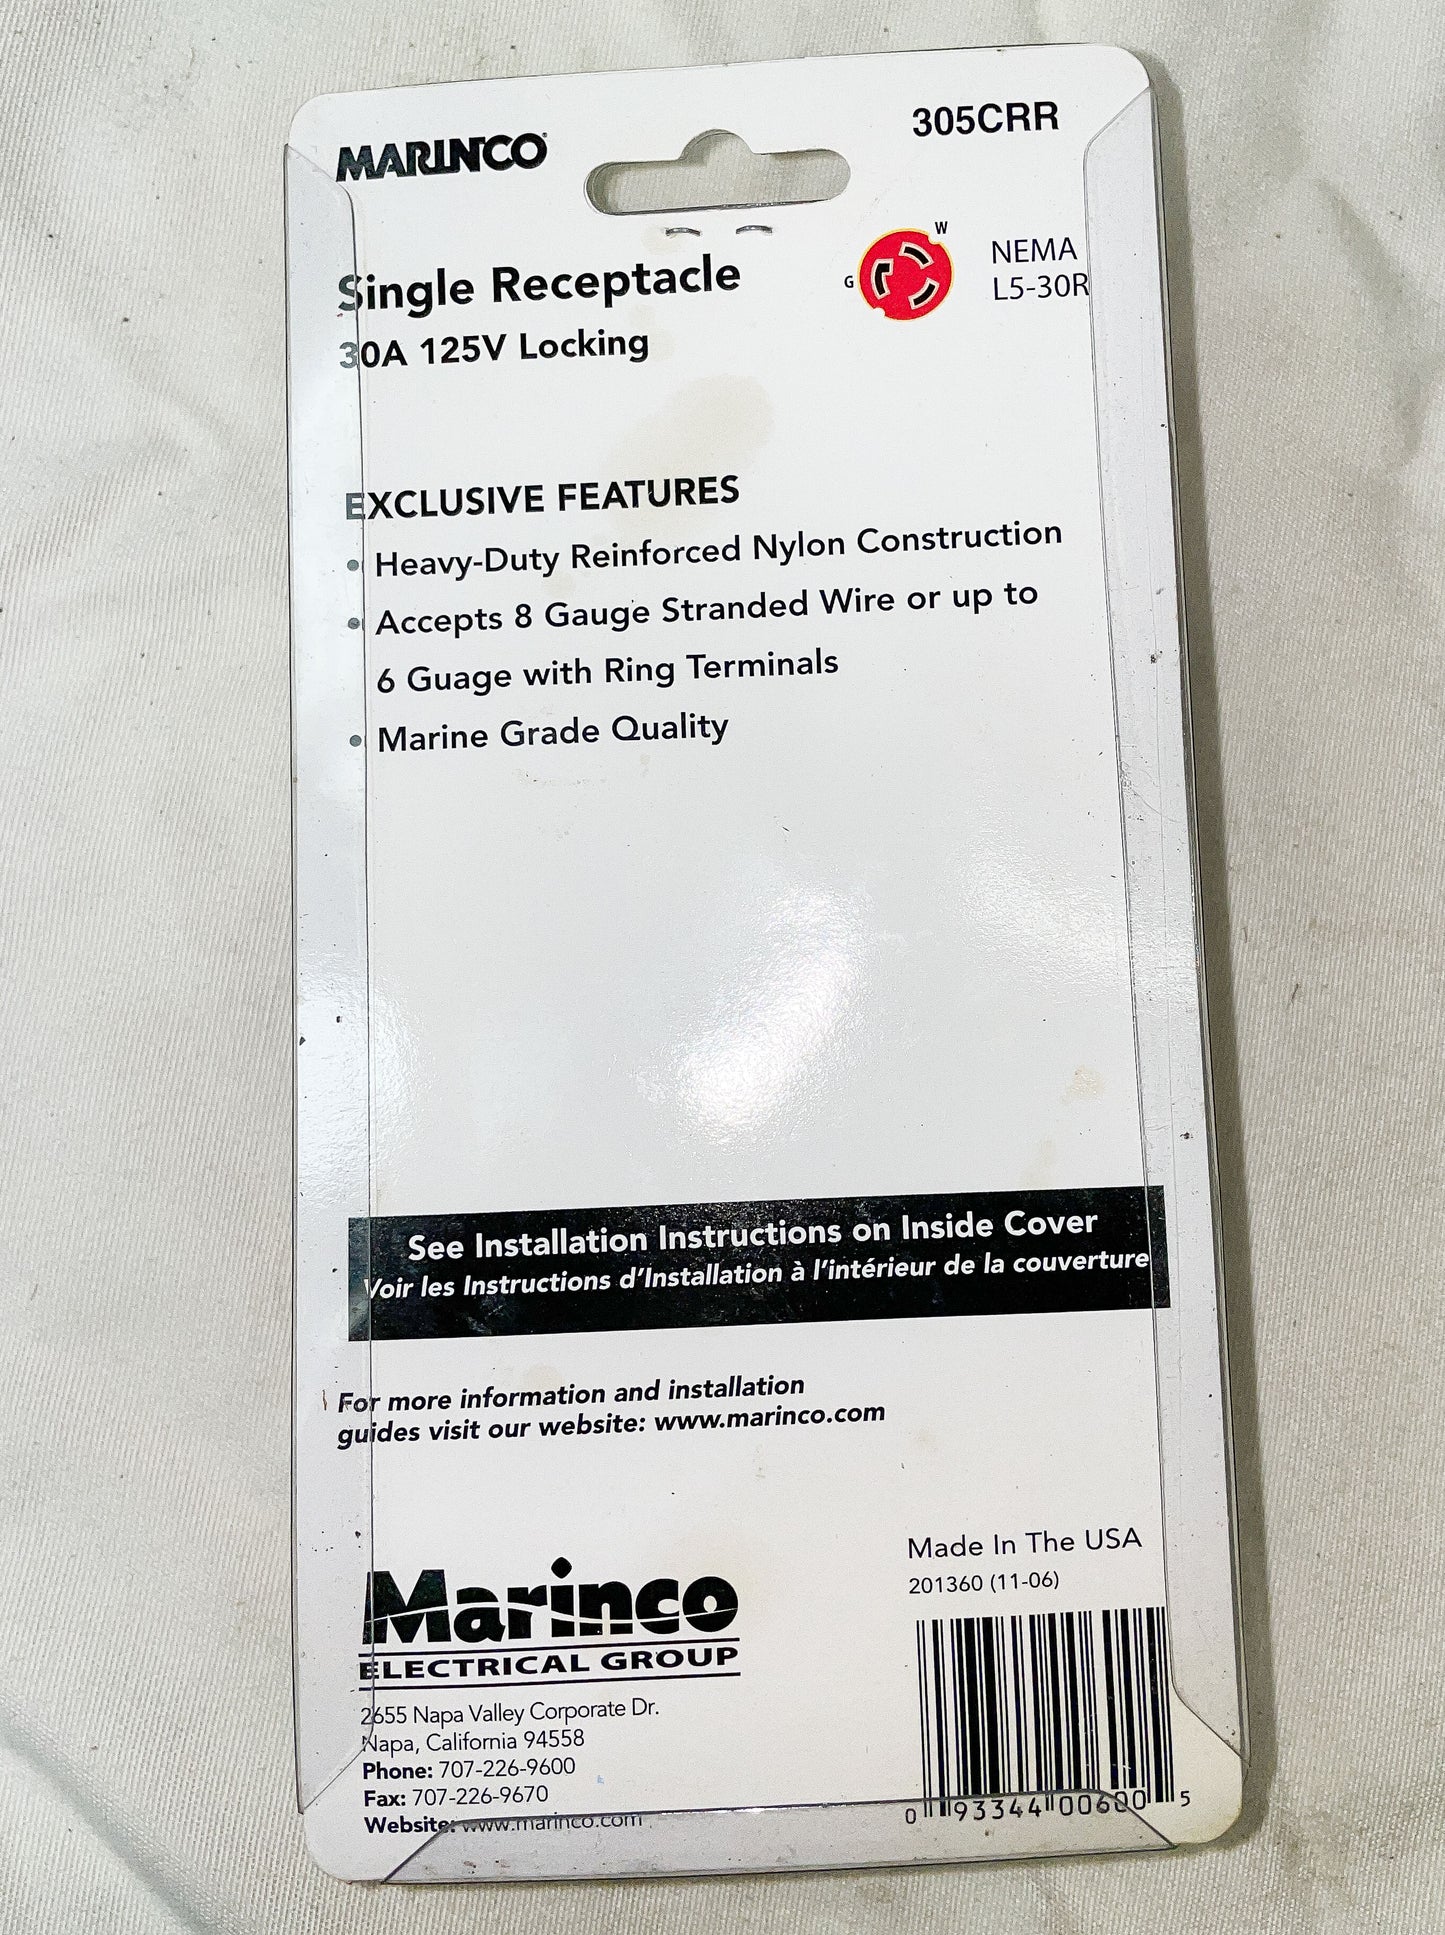 MARINCO®
305CRR
W
G
NEMA
L5-30R
Single Receptacle
30A 125V Locking
EXCLUSIVE FEATURES
• Heavy-Duty Reinforced Nylon Construction
• Accepts 8 Gauge Stranded Wire or up to
6 Guage with Ring Terminals
• Marine Grade Quality
See Installation Instructions on Inside Cover
Voir les Instructions d'Installation à l'intérieur de la couverture
For more information and installation
guides visit our website: www.marinco.com
Marinco
ELECTRICAL GROUP
2655 Napa Valley Corporate Dr.
Napa, California 94558
Phone: 707-226-9600
Fax: 707-226-9670
Website: www.marinco.com
Made In The USA
201360 (11-06)
0 93344 00600 5